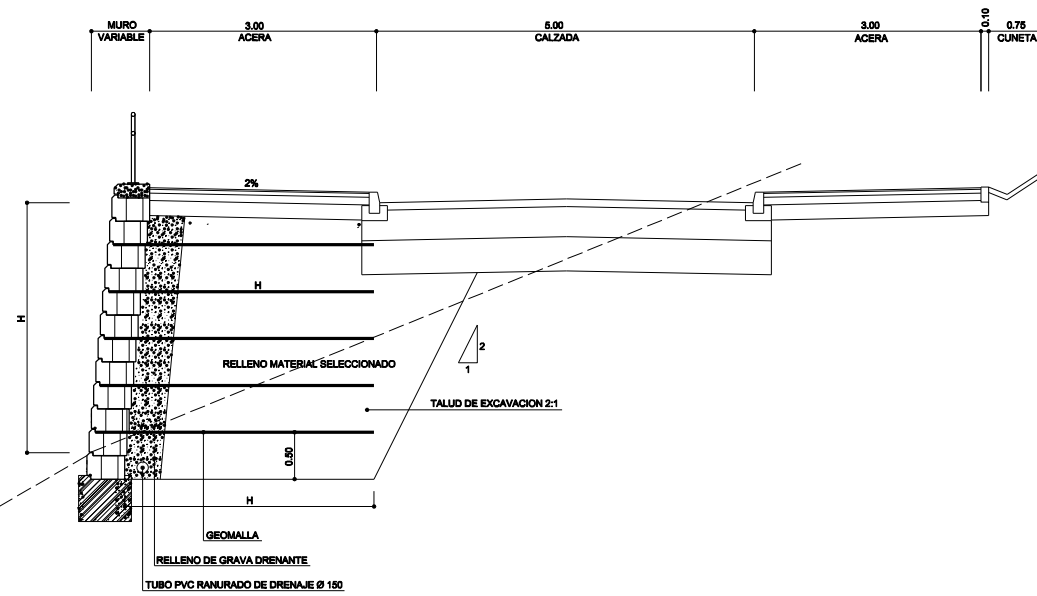 MURO
VARIABLE
3.00
ACERA
5.00
CALZADA
3.00
ACERA
0.10
0.75
CUNETA
2%
H
H
RELLENO MATERIAL SELECCIONADO
2
1
TALUD DE EXCAVACION 2:1
0.50
H
GEOMALLA
RELLENO DE GRAVA DRENANTE
TUBO PVC RANURADO DE DRENAJE Ø 150